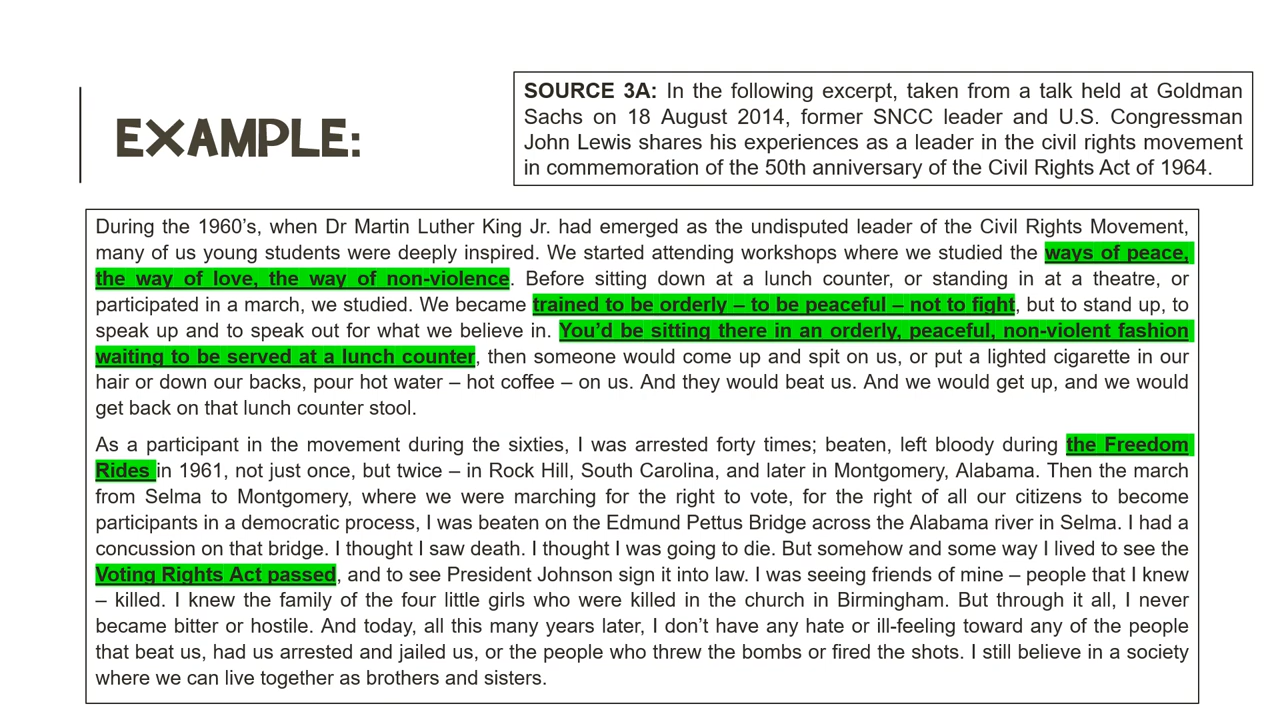 EXAMPLE:
SOURCE 3A: In the following excerpt, taken from a talk held at Goldman
Sachs on 18 August 2014, former SNCC leader and U.S. Congressman
John Lewis shares his experiences as a leader in the civil rights movement
in commemoration of the 50th anniversary of the Civil Rights Act of 1964.
During the 1960’s, when Dr Martin Luther King Jr. had emerged as the undisputed leader of the Civil Rights Movement,
many of us young students were deeply inspired. We started attending workshops where we studied the ways of peace,
the way of love, the way of non-violence. Before sitting down at a lunch counter, or standing in at a theatre, or
participated in a march, we studied. We became trained to be orderly – to be peaceful – not to fight, but to stand up, to
speak up and to speak out for what we believe in. You’d be sitting there in an orderly, peaceful, non-violent fashion
waiting to be served at a lunch counter, then someone would come up and spit on us, or put a lighted cigarette in our
hair or down our backs, pour hot water – hot coffee – on us. And they would beat us. And we would get up, and we would
get back on that lunch counter stool.
As a participant in the movement during the sixties, I was arrested forty times; beaten, left bloody during the Freedom
Rides in 1961, not just once, but twice – in Rock Hill, South Carolina, and later in Montgomery, Alabama. Then the march
from Selma to Montgomery, where we were marching for the right to vote, for the right of all our citizens to become
participants in a democratic process, I was beaten on the Edmund Pettus Bridge across the Alabama river in Selma. I had a
concussion on that bridge. I thought I saw death. I thought I was going to die. But somehow and some way I lived to see the
Voting Rights Act passed, and to see President Johnson sign it into law. I was seeing friends of mine – people that I knew
– killed. I knew the family of the four little girls who were killed in the church in Birmingham. But through it all, I never
became bitter or hostile. And today, all this many years later, I don’t have any hate or ill-feeling toward any of the people
that beat us, had us arrested and jailed us, or the people who threw the bombs or fired the shots. I still believe in a society
where we can live together as brothers and sisters.